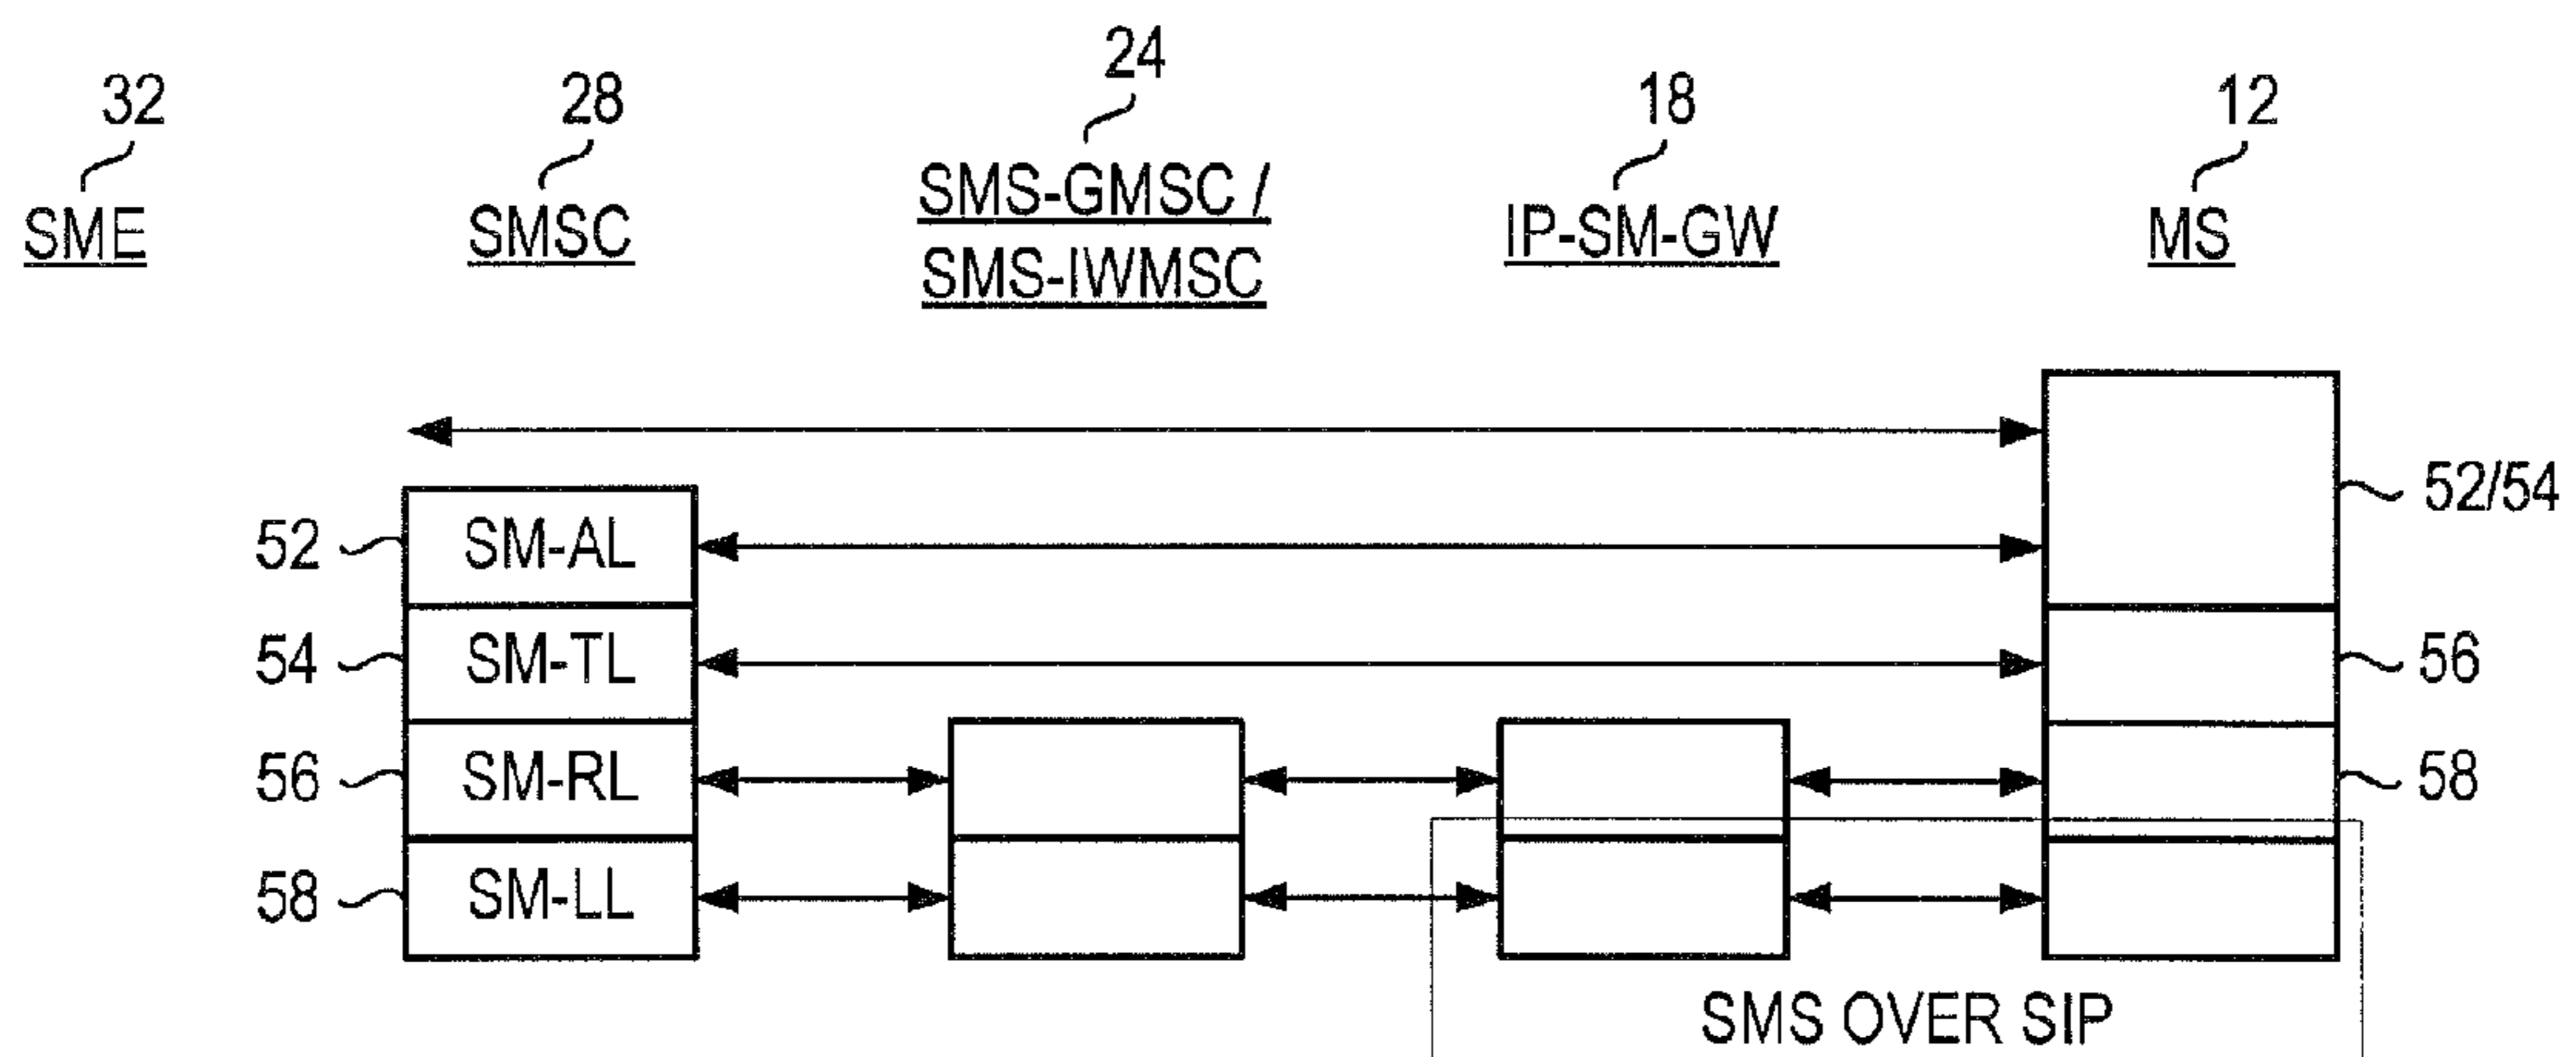 32 28 24 18 12
SME SMSC SMS-GMSC / SMS-IWMSC IP-SM-GW MS
52 SM-AL 52/54
54 SM-TL 56
56 SM-RL 58
58 SM-LL
SMS OVER SIP